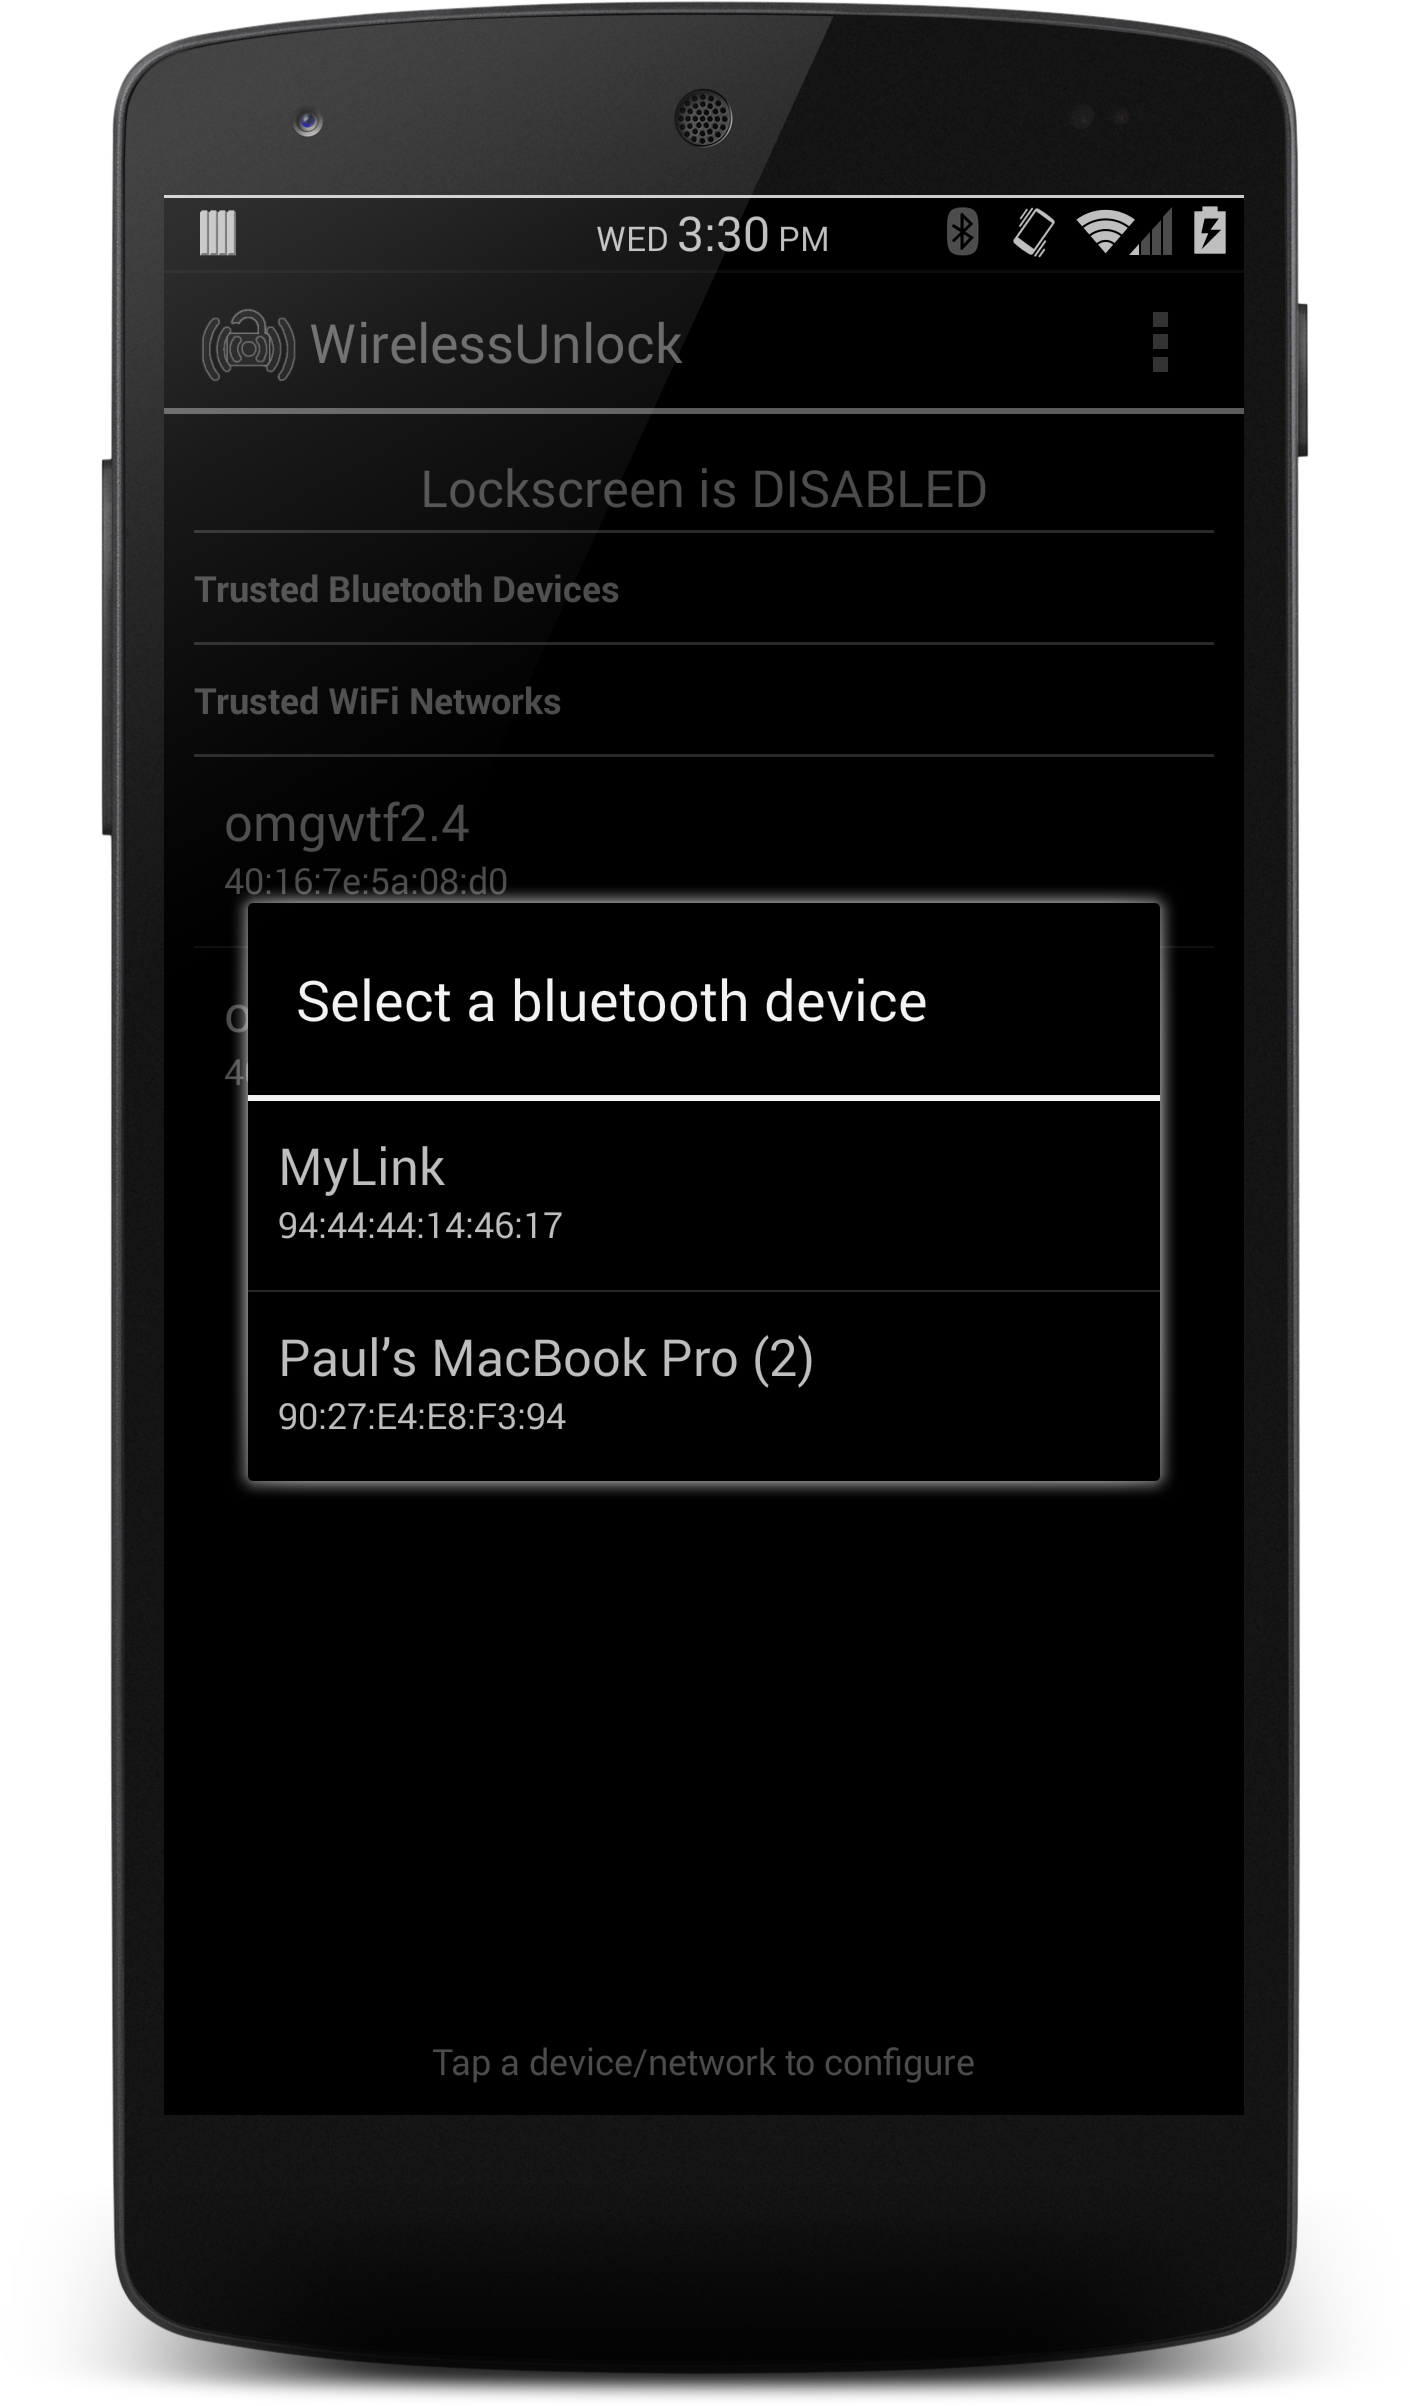 WED 3:30 PM
WirelessUnlock
Lockscreen is DISABLED
Trusted Bluetooth Devices
Trusted WiFi Networks
omgwtf2.4
40:16:7e:5a:08:d0
Select a bluetooth device
MyLink
94:44:44:14:46:17
Paul’s MacBook Pro (2)
90:27:E4:E8:F3:94
Tap a device/network to configure